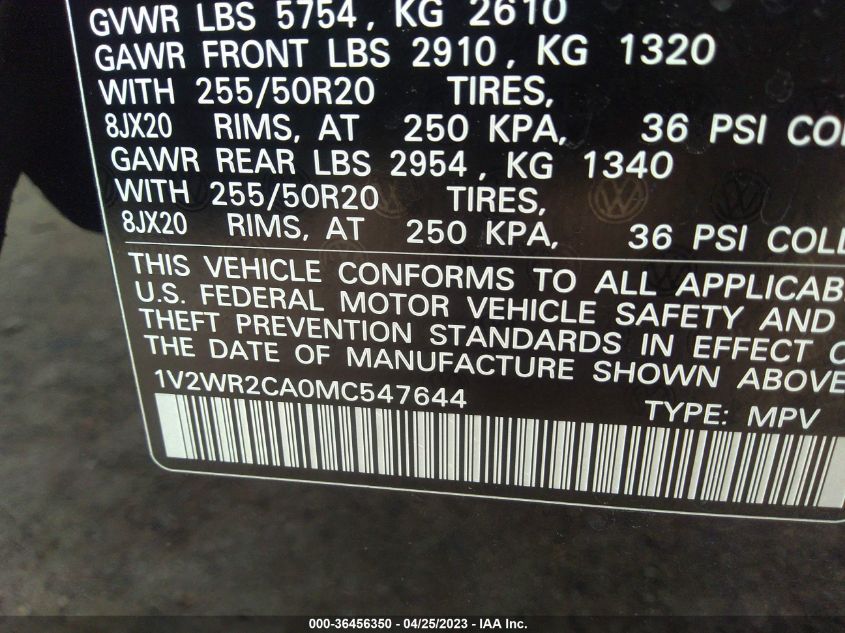 GVWR LBS 5754, KG 2610
GAWR FRONT LBS 2910, KG 1320
WITH 255/50R20 TIRES,
8JX20 RIMS, AT 250 KPA, 36 PSI COL
GAWR REAR LBS 2954, KG 1340
WITH 255/50R20 TIRES,
8JX20 RIMS, AT 250 KPA, 36 PSI COLD
THIS VEHICLE CONFORMS TO ALL APPLICAB
U.S. FEDERAL MOTOR VEHICLE SAFETY AND
THEFT PREVENTION STANDARDS IN EFFECT O
THE DATE OF MANUFACTURE SHOWN ABOVE
1V2WR2CA0MC547644 TYPE: MPV
000-36456350 - 04/25/2023 - IAA Inc.